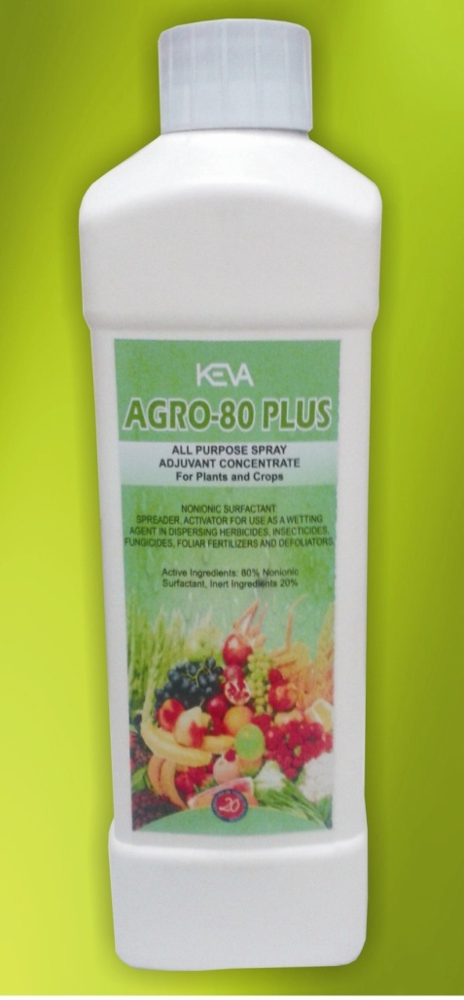 KEVA
AGRO-80 PLUS
ALL PURPOSE SPRAY
ADJUVANT CONCENTRATE
For Plants and Crops
NONIONIC SURFACTANT
SPREADER, ACTIVATOR FOR USE AS A WETTING
AGENT IN DISPERSING HERBICIDES, INSECTICIDES,
FUNGICIDES, FOLIAR FERTILIZERS AND DEFOLIATORS
Active Ingredients: 80% Nonionic
Surfactant, Inert Ingredients 20%
20